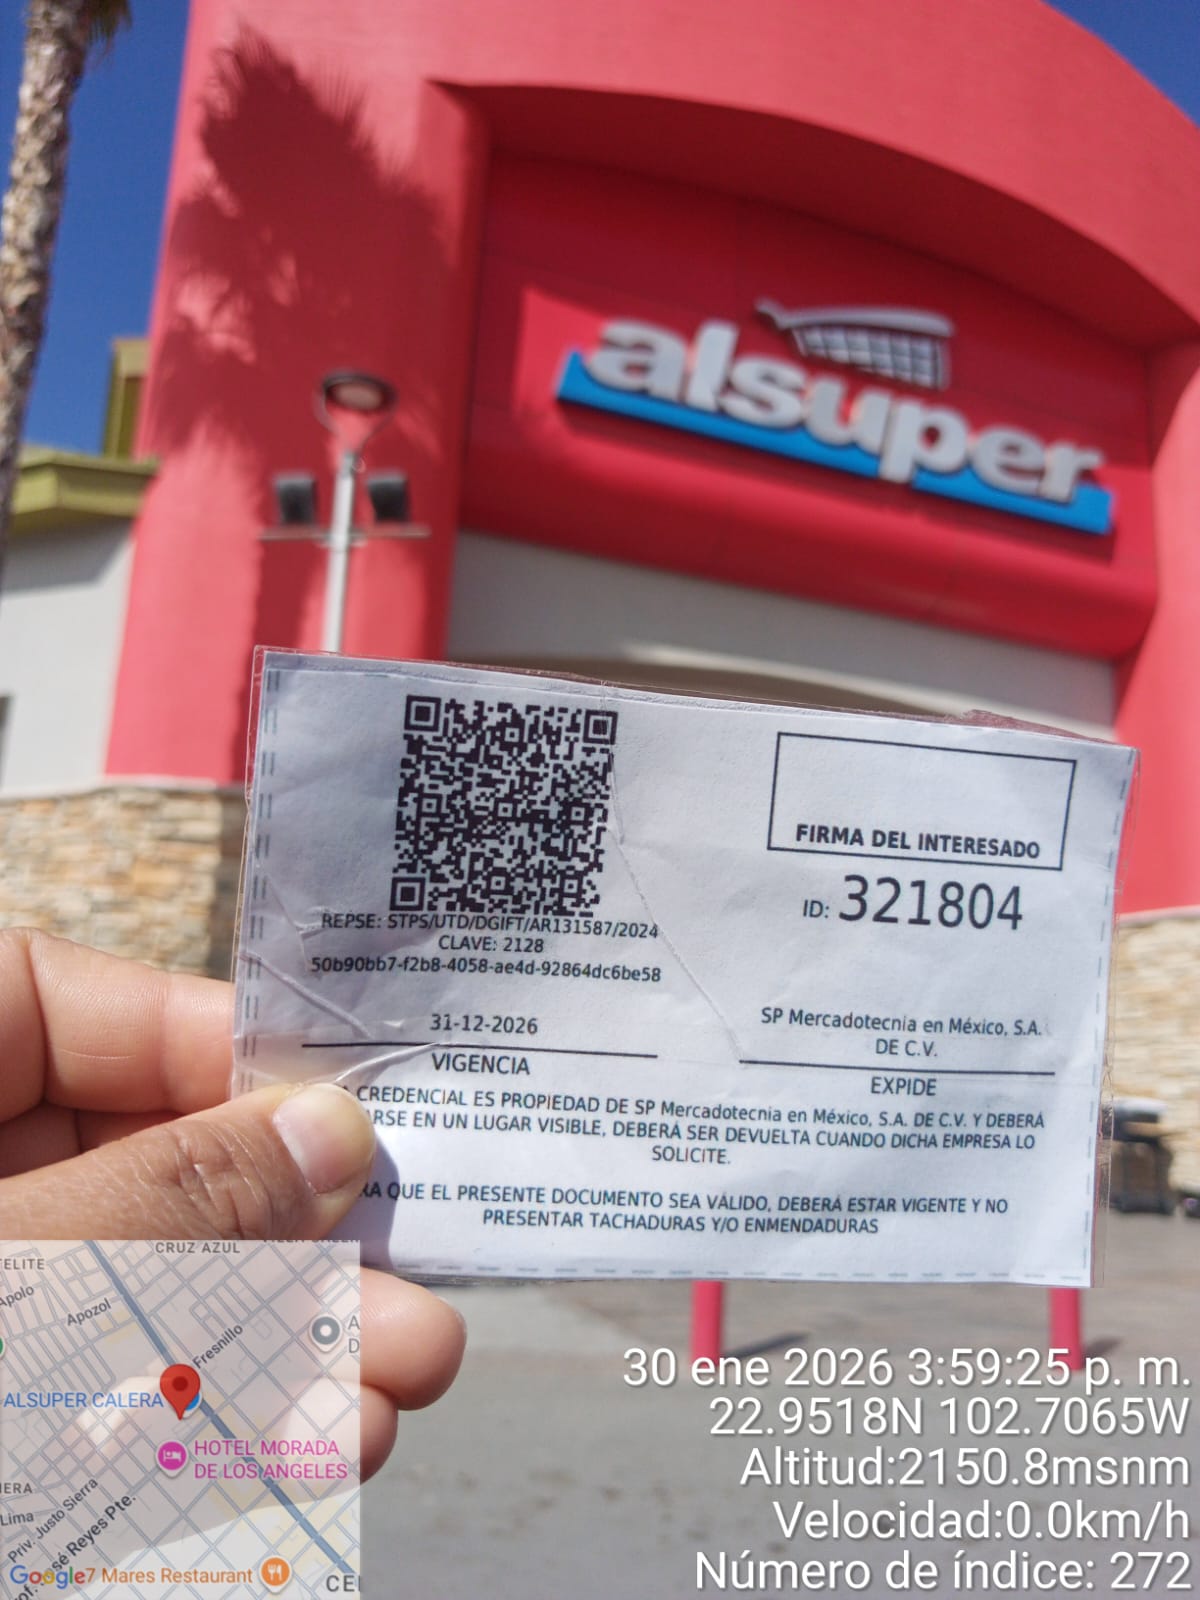 alsuper
FIRMA DEL INTERESADO
ID: 321804
REPSE: STPS/UTD/DGIFT/AR131587/2024
CLAVE: 2128
50b90bb7-f2b8-4058-ae4d-92864dc6be58
31-12-2026
VIGENCIA
SP Mercadotecnia en México, S.A.
DE C.V.
EXPIDE
A CREDENCIAL ES PROPIEDAD DE SP Mercadotecnia en México, S.A. DE C.V. Y DEBERÁ
RSE EN UN LUGAR VISIBLE, DEBERÁ SER DEVUELTA CUANDO DICHA EMPRESA LO
SOLICITE.
RA QUE EL PRESENTE DOCUMENTO SEA VÁLIDO, DEBERÁ ESTAR VIGENTE Y NO
PRESENTAR TACHADURAS Y/O ENMENDADURAS
CRUZ AZUL
TELITE
Apolo
Apozol
Fresnillo
ALSUPER CALERA
HOTEL MORADA
DE LOS ANGELES
Lima
Priv. Justo Sierra
José Reyes Pte.
Google
7 Mares Restaurant
30 ene 2026 3:59:25 p. m.
22.9518N 102.7065W
Altitud:2150.8msnm
Velocidad:0.0km/h
Número de índice: 272